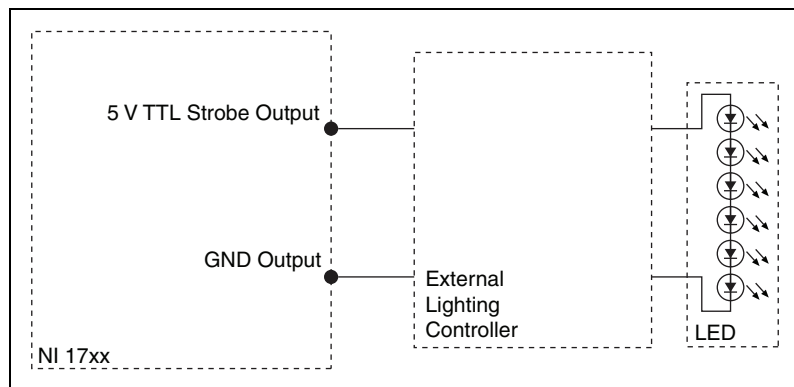 5 V TTL Strobe Output
GND Output
External
Lighting
Controller
LED
NI 17xx